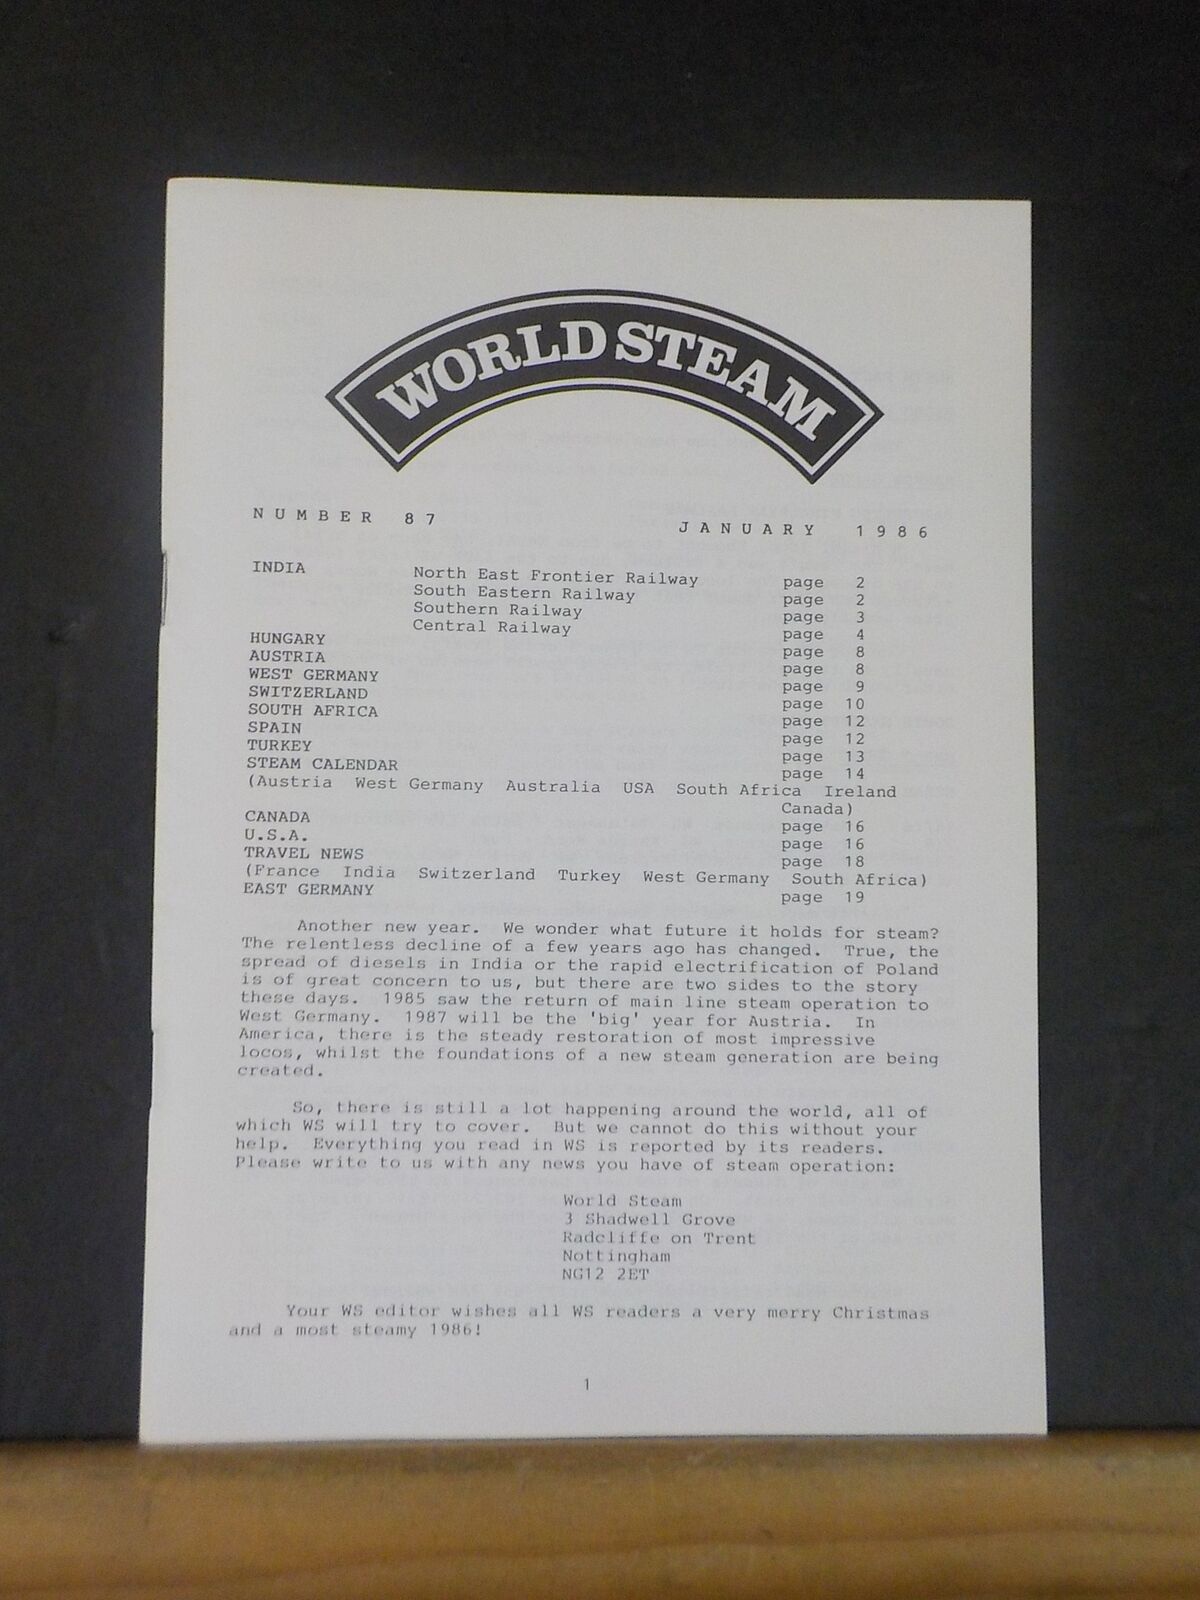 WORLD STEAM
NUMBER 87 JANUARY 1986
INDIA North East Frontier Railway page 2
South Eastern Railway page 2
Southern Railway page 3
Central Railway page 4
HUNGARY page 8
AUSTRIA page 8
WEST GERMANY page 9
SWITZERLAND page 10
SOUTH AFRICA page 12
SPAIN page 12
TURKEY page 13
STEAM CALENDAR page 14
(Austria West Germany Australia USA South Africa Ireland
Canada)
CANADA page 16
U.S.A. page 16
TRAVEL NEWS page 18
(France India Switzerland Turkey West Germany South Africa)
EAST GERMANY page 19
Another new year. We wonder what future it holds for steam?
The relentless decline of a few years ago has changed. True, the
spread of diesels in India or the rapid electrification of Poland
is of great concern to us, but there are two sides to the story
these days. 1985 saw the return of main line steam operation to
West Germany. 1987 will be the 'big' year for Austria. In
America, there is the steady restoration of most impressive
locos, whilst the foundations of a new steam generation are being
created.
So, there is still a lot happening around the world, all of
which WS will try to cover. But we cannot do this without your
help. Everything you read in WS is reported by its readers.
Please write to us with any news you have of steam operation:
World Steam
3 Shadwell Grove
Radcliffe on Trent
Nottingham
NG12 2ET
Your WS editor wishes all WS readers a very merry Christmas
and a most steamy 1986!
1